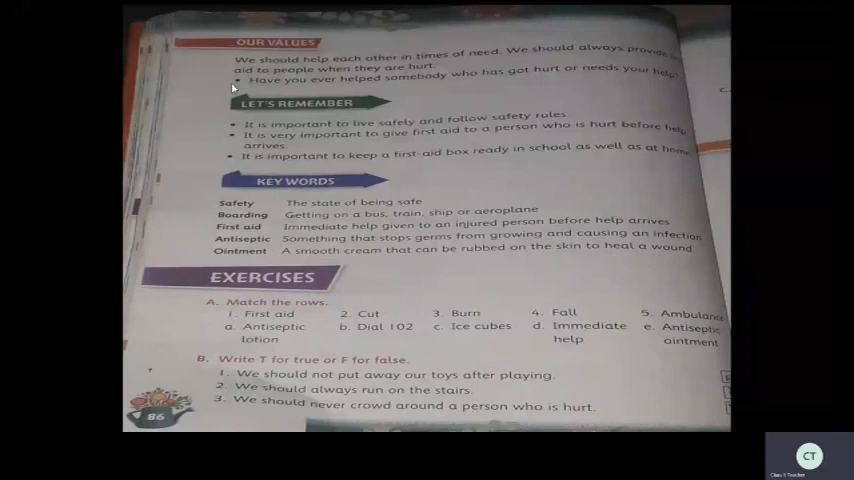 OUR VALUES
We should help each other in times of need. We should always provide
aid to people when they are hurt.
• Have you ever helped somebody who has got hurt or needs your help
LET'S REMEMBER
• It is important to live safely and follow safety rules.
• It is very important to give first aid to a person who is hurt before help
arrives.
• It is important to keep a first-aid box ready in school as well as at home
KEY WORDS
Safety The state of being safe
Boarding Getting on a bus, train, ship or aeroplane
First aid Immediate help given to an injured person before help arrives
Antiseptic Something that stops germs from growing and causing an infection
Ointment A smooth cream that can be rubbed on the skin to heal a wound
EXERCISES
A. Match the rows.
1. First aid 2. Cut 3. Burn 4. Fall 5. Ambulance
a. Antiseptic b. Dial 102 c. Ice cubes d. Immediate e. Antiseptic
lotion help ointment
B. Write T for true or F for false.
1. We should not put away our toys after playing.
2. We should always run on the stairs.
3. We should never crowd around a person who is hurt.
86
CT